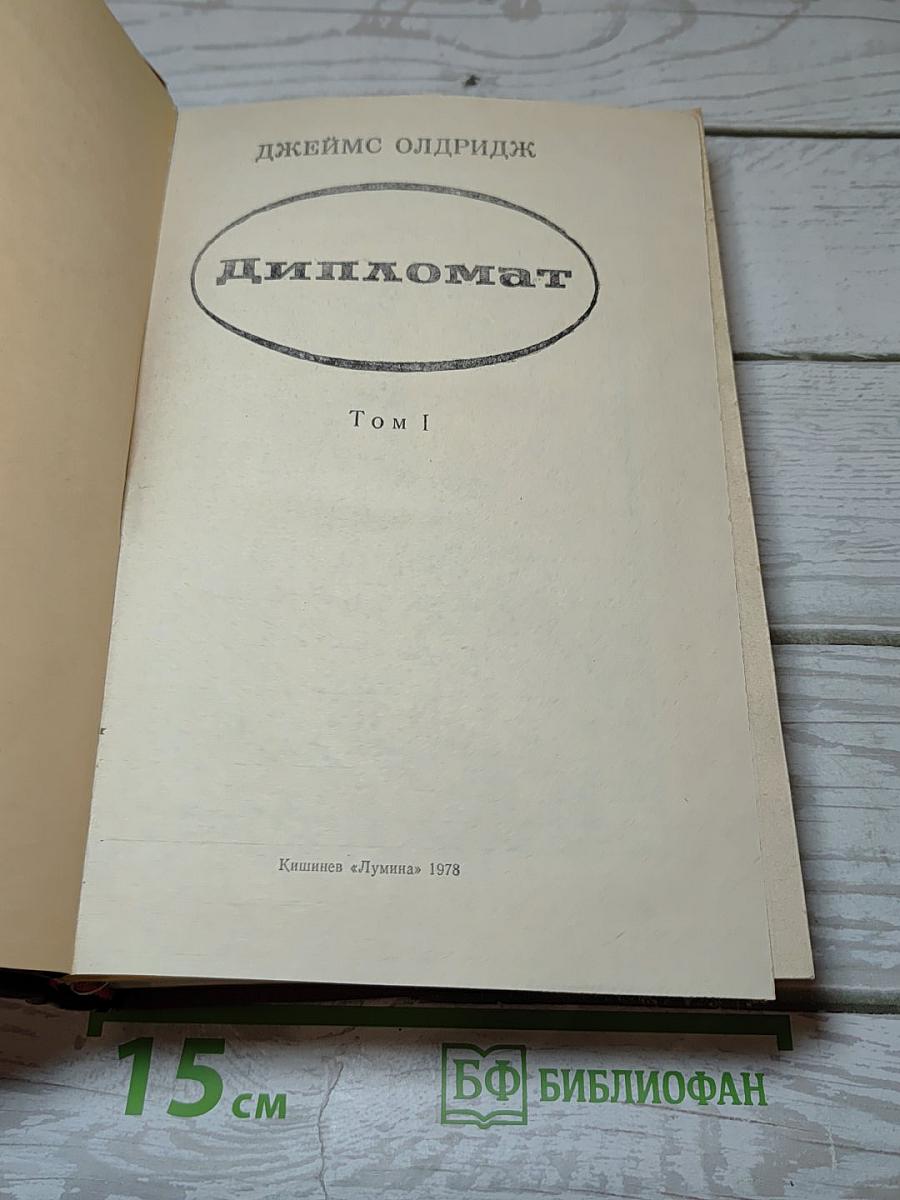 ДЖЕЙМС ОЛДРИДЖ
Дипломат
Том I
Кишинев «Лумина» 1978
15 см
БФ БИБЛИОФАН